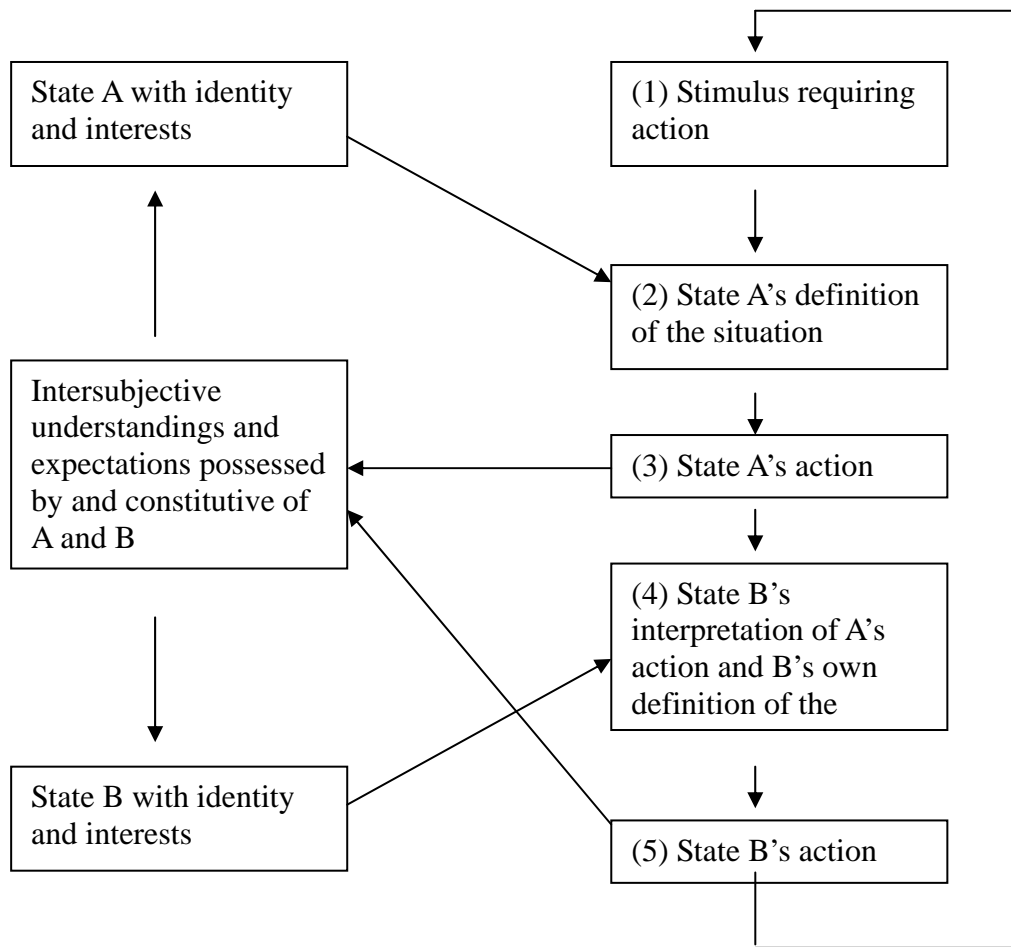 State A with identity
and interests
(1) Stimulus requiring
action
(2) State A’s definition
of the situation
Intersubjective
understandings and
expectations possessed
by and constitutive of
A and B
(3) State A’s action
(4) State B’s
interpretation of A’s
action and B’s own
definition of the
State B with identity
and interests
(5) State B’s action